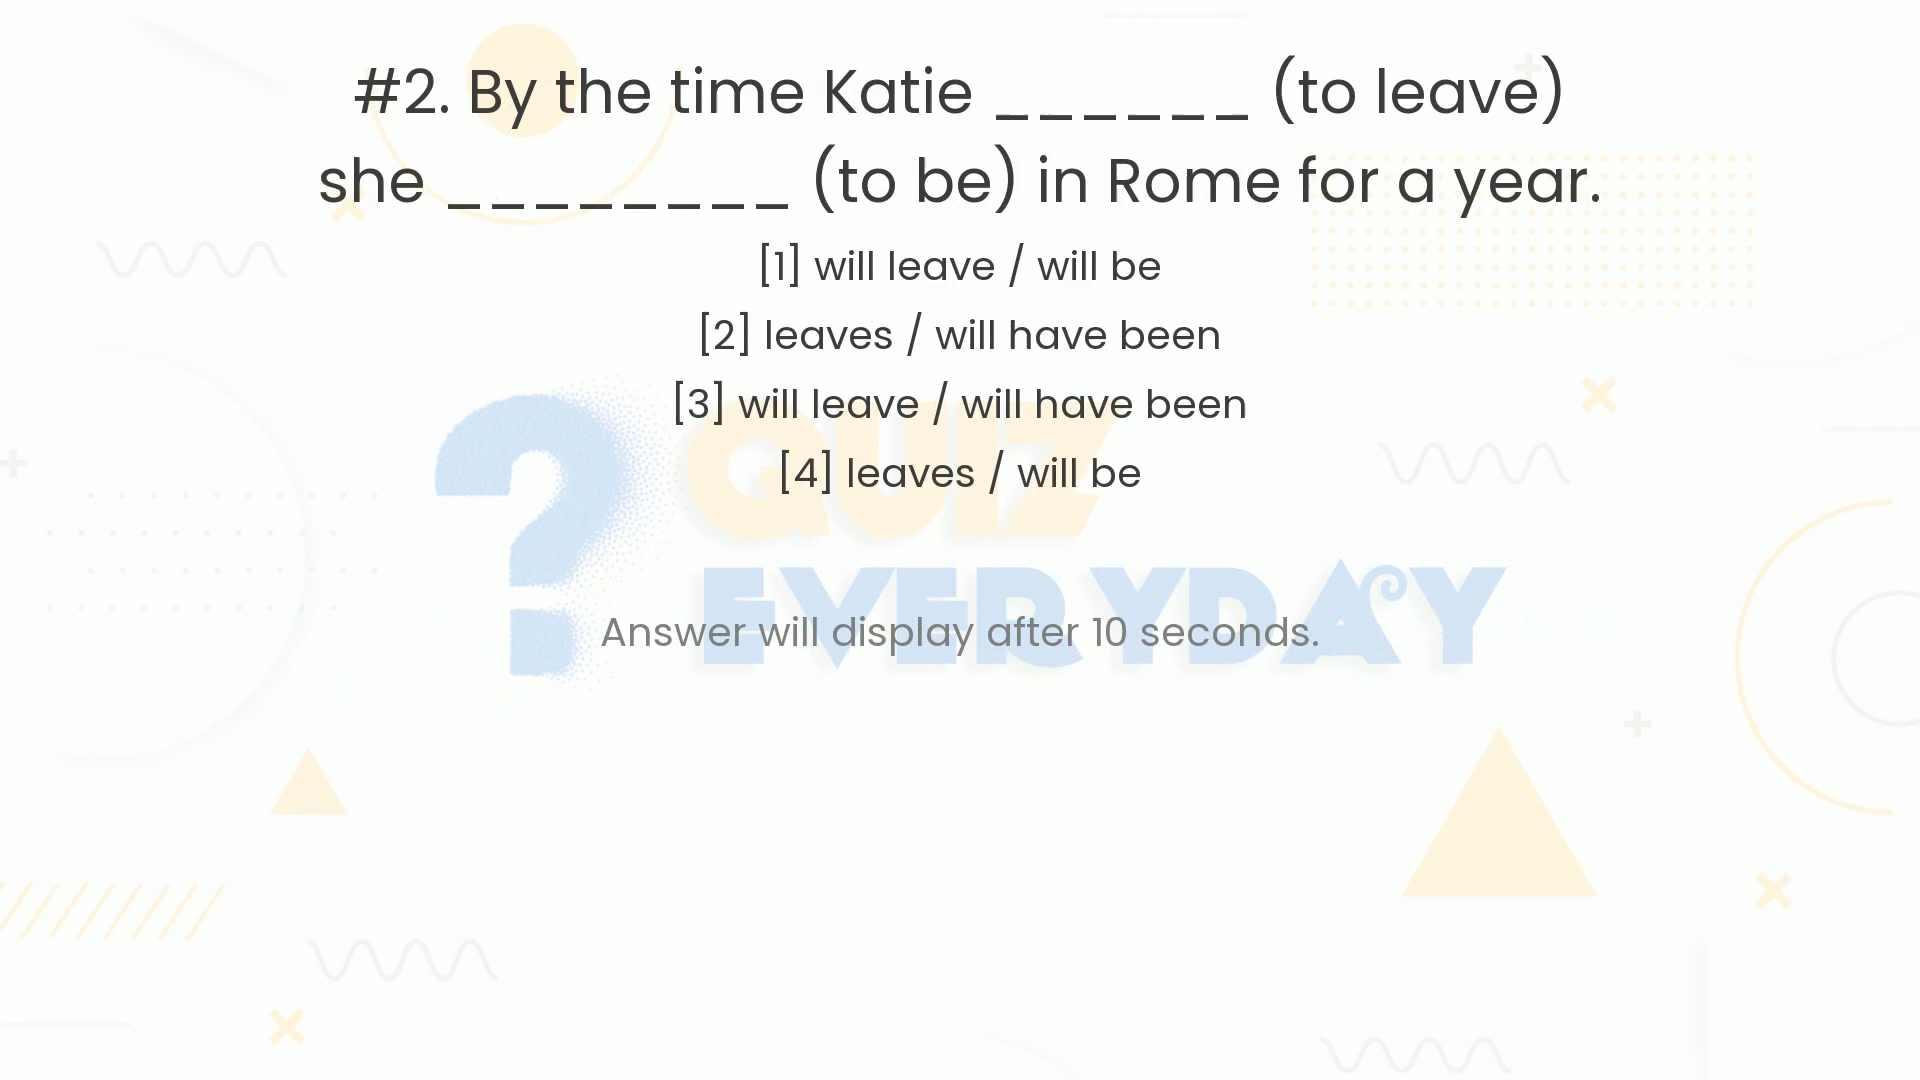 #2. By the time Katie ______ (to leave)
she ________ (to be) in Rome for a year.
[1] will leave / will be
[2] leaves / will have been
[3] will leave / will have been
[4] leaves / will be
QUIZ
EVERYDAY
Answer will display after 10 seconds.